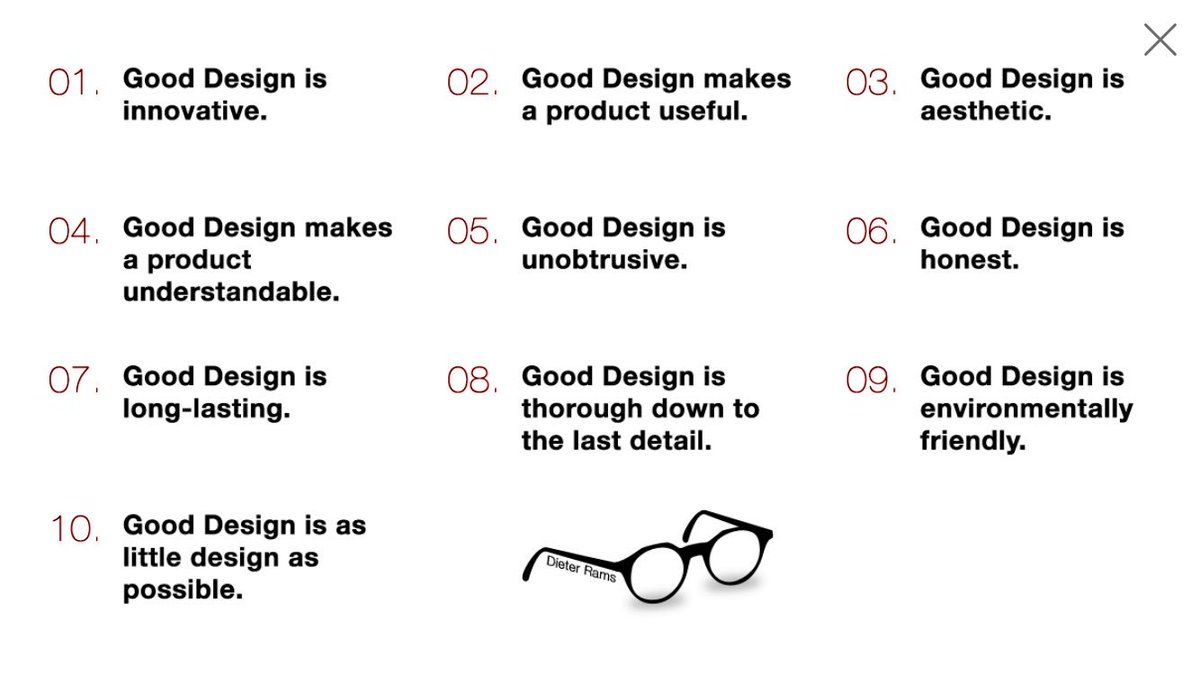 01. Good Design is
innovative.
02. Good Design makes
a product useful.
03. Good Design is
aesthetic.
04. Good Design makes
a product
understandable.
05. Good Design is
unobtrusive.
06. Good Design is
honest.
07. Good Design is
long-lasting.
08. Good Design is
thorough down to
the last detail.
09. Good Design is
environmentally
friendly.
10. Good Design is as
little design as
possible.
Dieter Rams